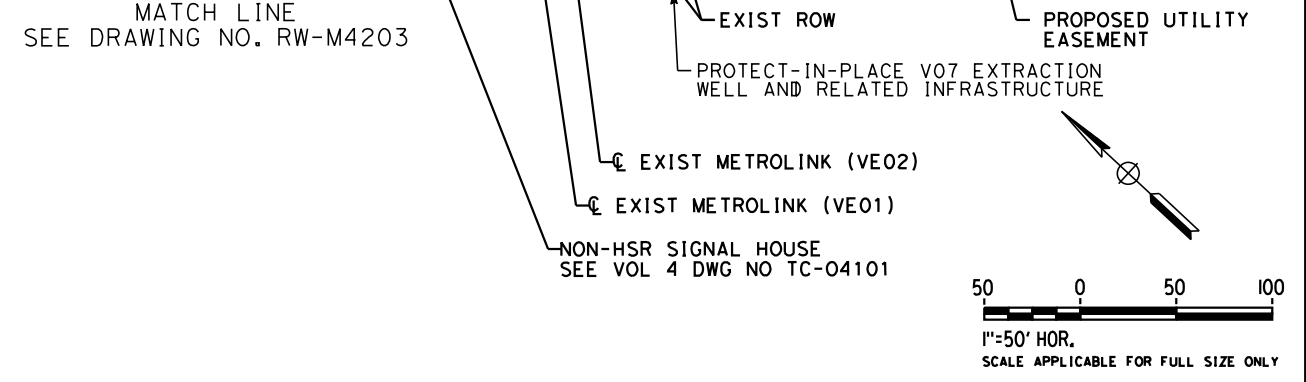 MATCH LINE
SEE DRAWING NO. RW-M4203
EXIST ROW
PROPOSED UTILITY
EASEMENT
PROTECT-IN-PLACE V07 EXTRACTION
WELL AND RELATED INFRASTRUCTURE
℄ EXIST METROLINK (VE02)
℄ EXIST METROLINK (VE01)
NON-HSR SIGNAL HOUSE
SEE VOL 4 DWG NO TC-04101
50 0 50 100
1"=50' HOR.
SCALE APPLICABLE FOR FULL SIZE ONLY